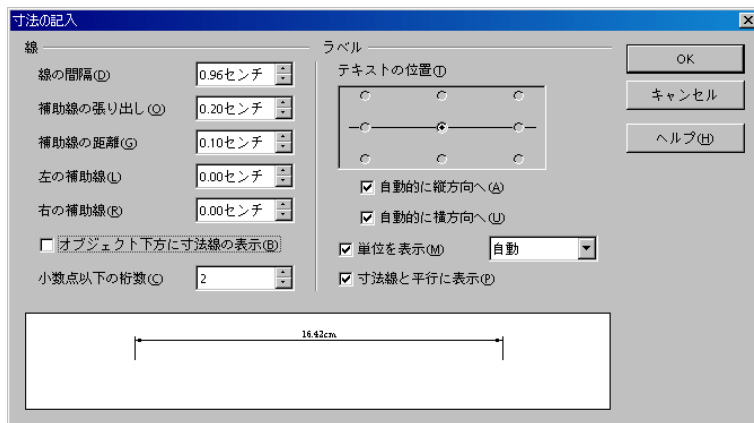 寸法の記入
線
線の間隔(D)
0.96センチ
補助線の張り出し(O)
0.20センチ
補助線の距離(G)
0.10センチ
左の補助線(L)
0.00センチ
右の補助線(R)
0.00センチ
オブジェクト下方に寸法線の表示(B)
小数点以下の桁数(C)
2
ラベル
テキストの位置(T)
自動的に縦方向へ(A)
自動的に横方向へ(U)
単位を表示(M)
自動
寸法線と平行に表示(P)
OK
キャンセル
ヘルプ(H)
16.42cm